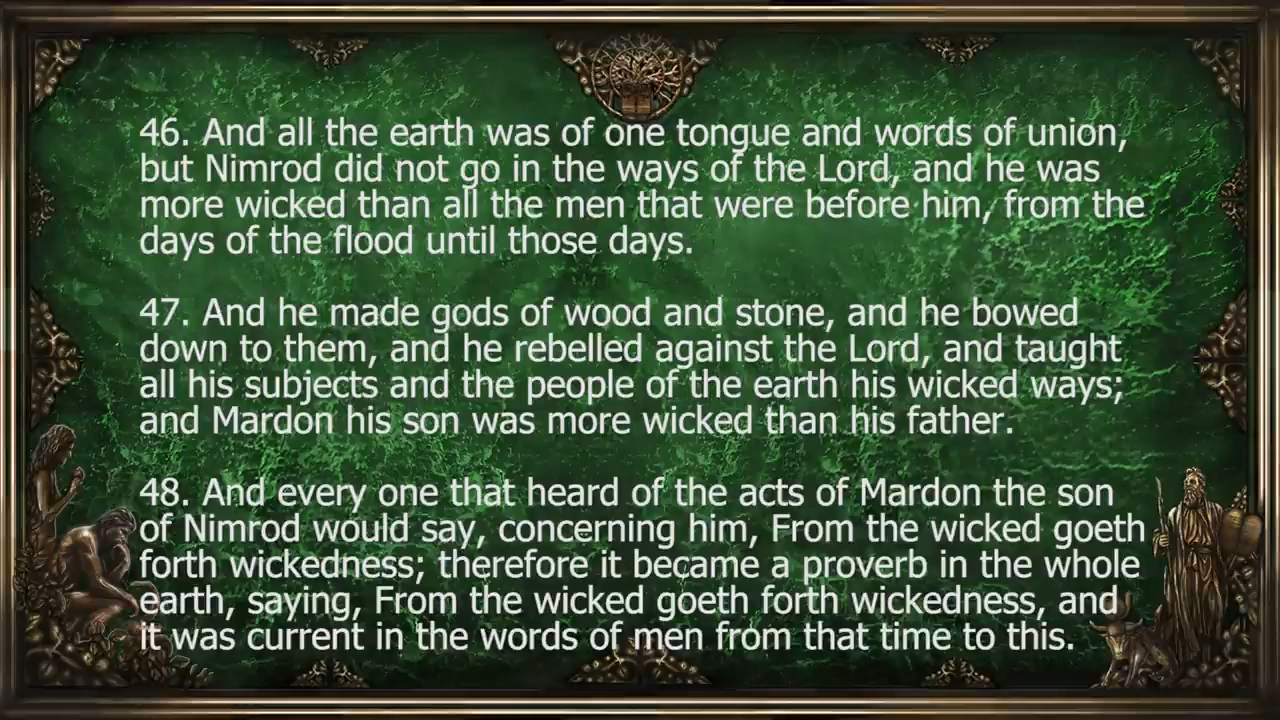 46. And all the earth was of one tongue and words of union,
but Nimrod did not go in the ways of the Lord, and he was
more wicked than all the men that were before him, from the
days of the flood until those days.
47. And he made gods of wood and stone, and he bowed
down to them, and he rebelled against the Lord, and taught
all his subjects and the people of the earth his wicked ways;
and Mardon his son was more wicked than his father.
48. And every one that heard of the acts of Mardon the son
of Nimrod would say, concerning him, From the wicked goeth
forth wickedness; therefore it became a proverb in the whole
earth, saying, From the wicked goeth forth wickedness, and
it was current in the words of men from that time to this.